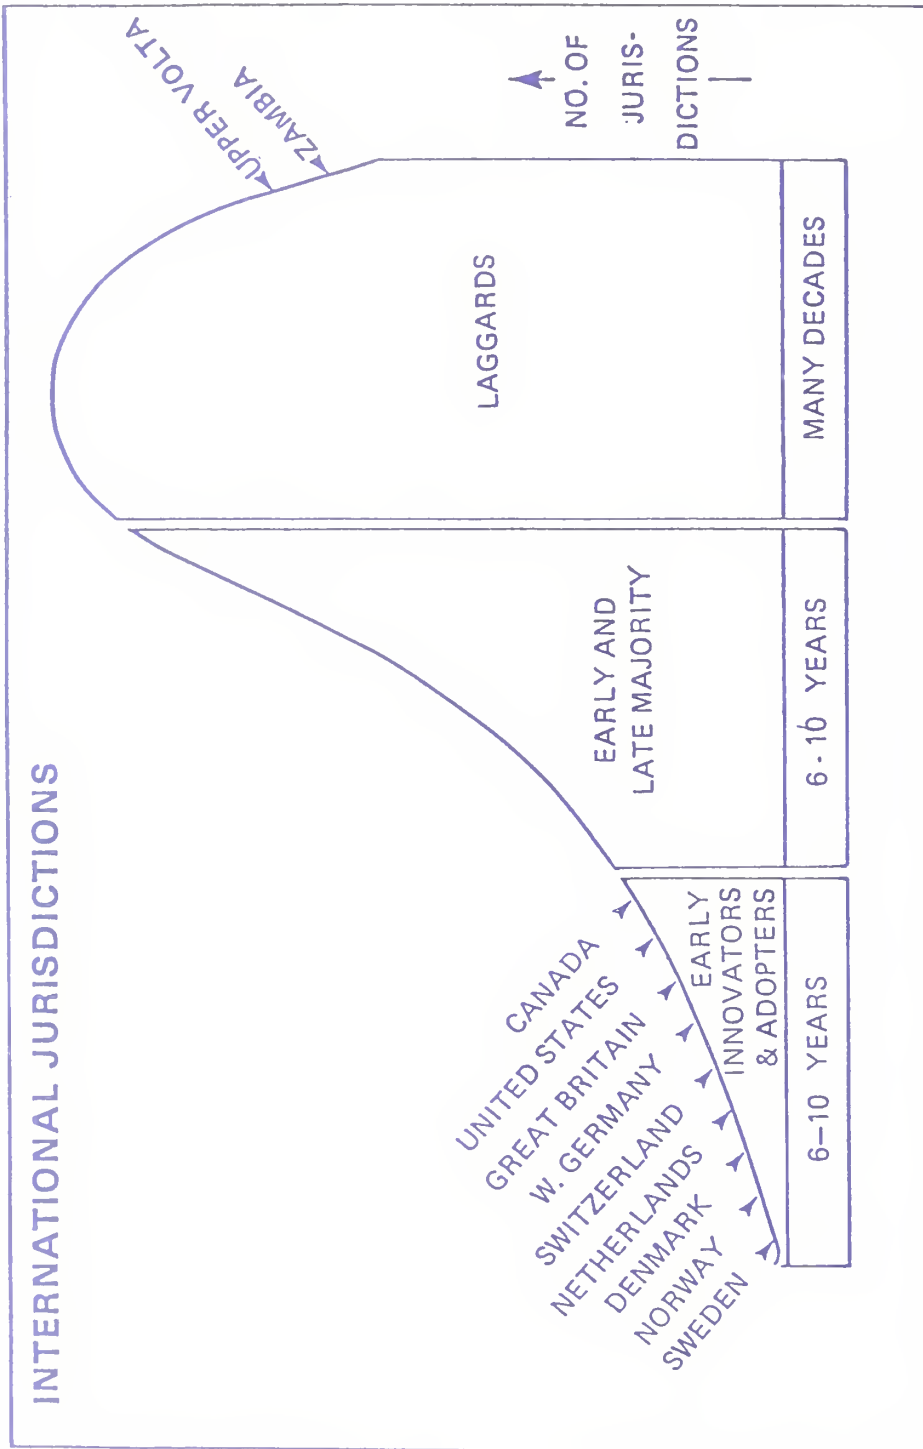 INTERNATIONAL JURISDICTIONS
SWEDEN
NORWAY
DENMARK
NETHERLANDS
SWITZERLAND
W. GERMANY
GREAT BRITAIN
UNITED STATES
CANADA
UPPER VOLTA
ZAMBIA
EARLY
INNOVATORS
& ADOPTERS
EARLY AND
LATE MAJORITY
LAGGARDS
NO. OF
JURIS-
DICTIONS
6–10 YEARS
6 - 10 YEARS
MANY DECADES